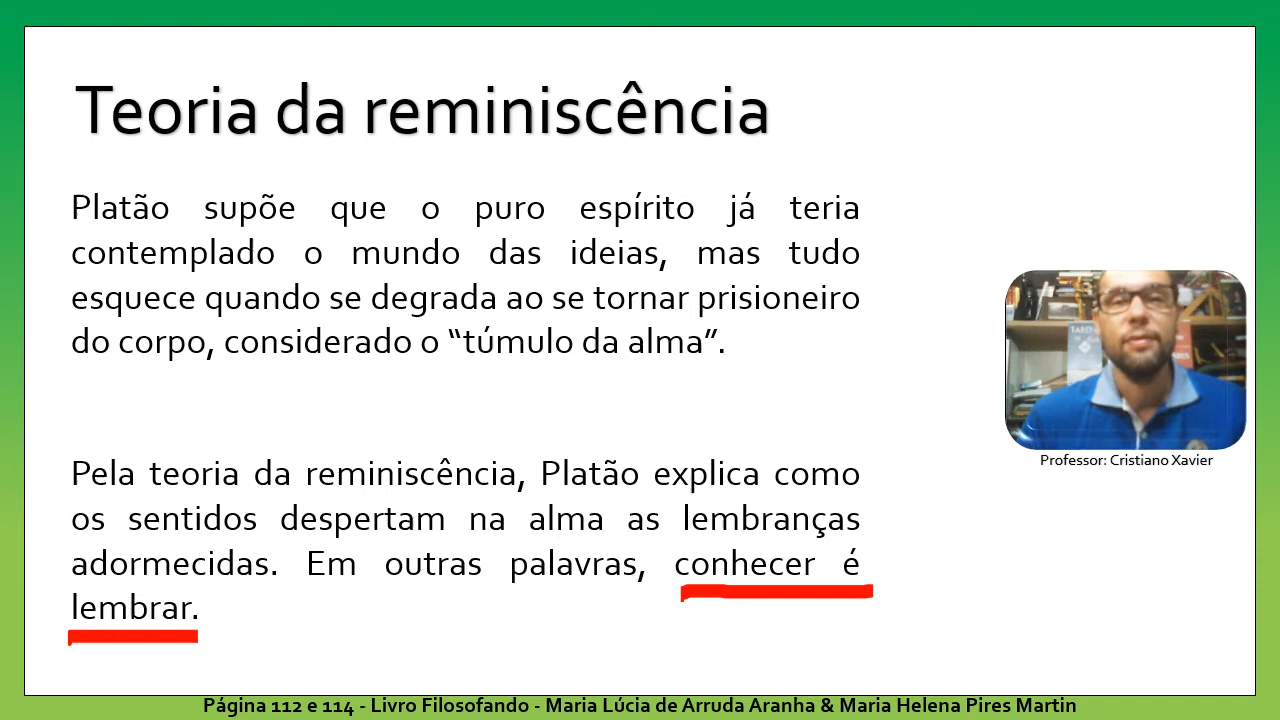 Teoria da reminiscência
Platão supõe que o puro espírito já teria
contemplado o mundo das ideias, mas tudo
esquece quando se degrada ao se tornar prisioneiro
do corpo, considerado o “túmulo da alma”.
Pela teoria da reminiscência, Platão explica como
os sentidos despertam na alma as lembranças
adormecidas. Em outras palavras, conhecer é
lembrar.
Professor: Cristiano Xavier
Página 112 e 114 - Livro Filosofando - Maria Lúcia de Arruda Aranha & Maria Helena Pires Martin